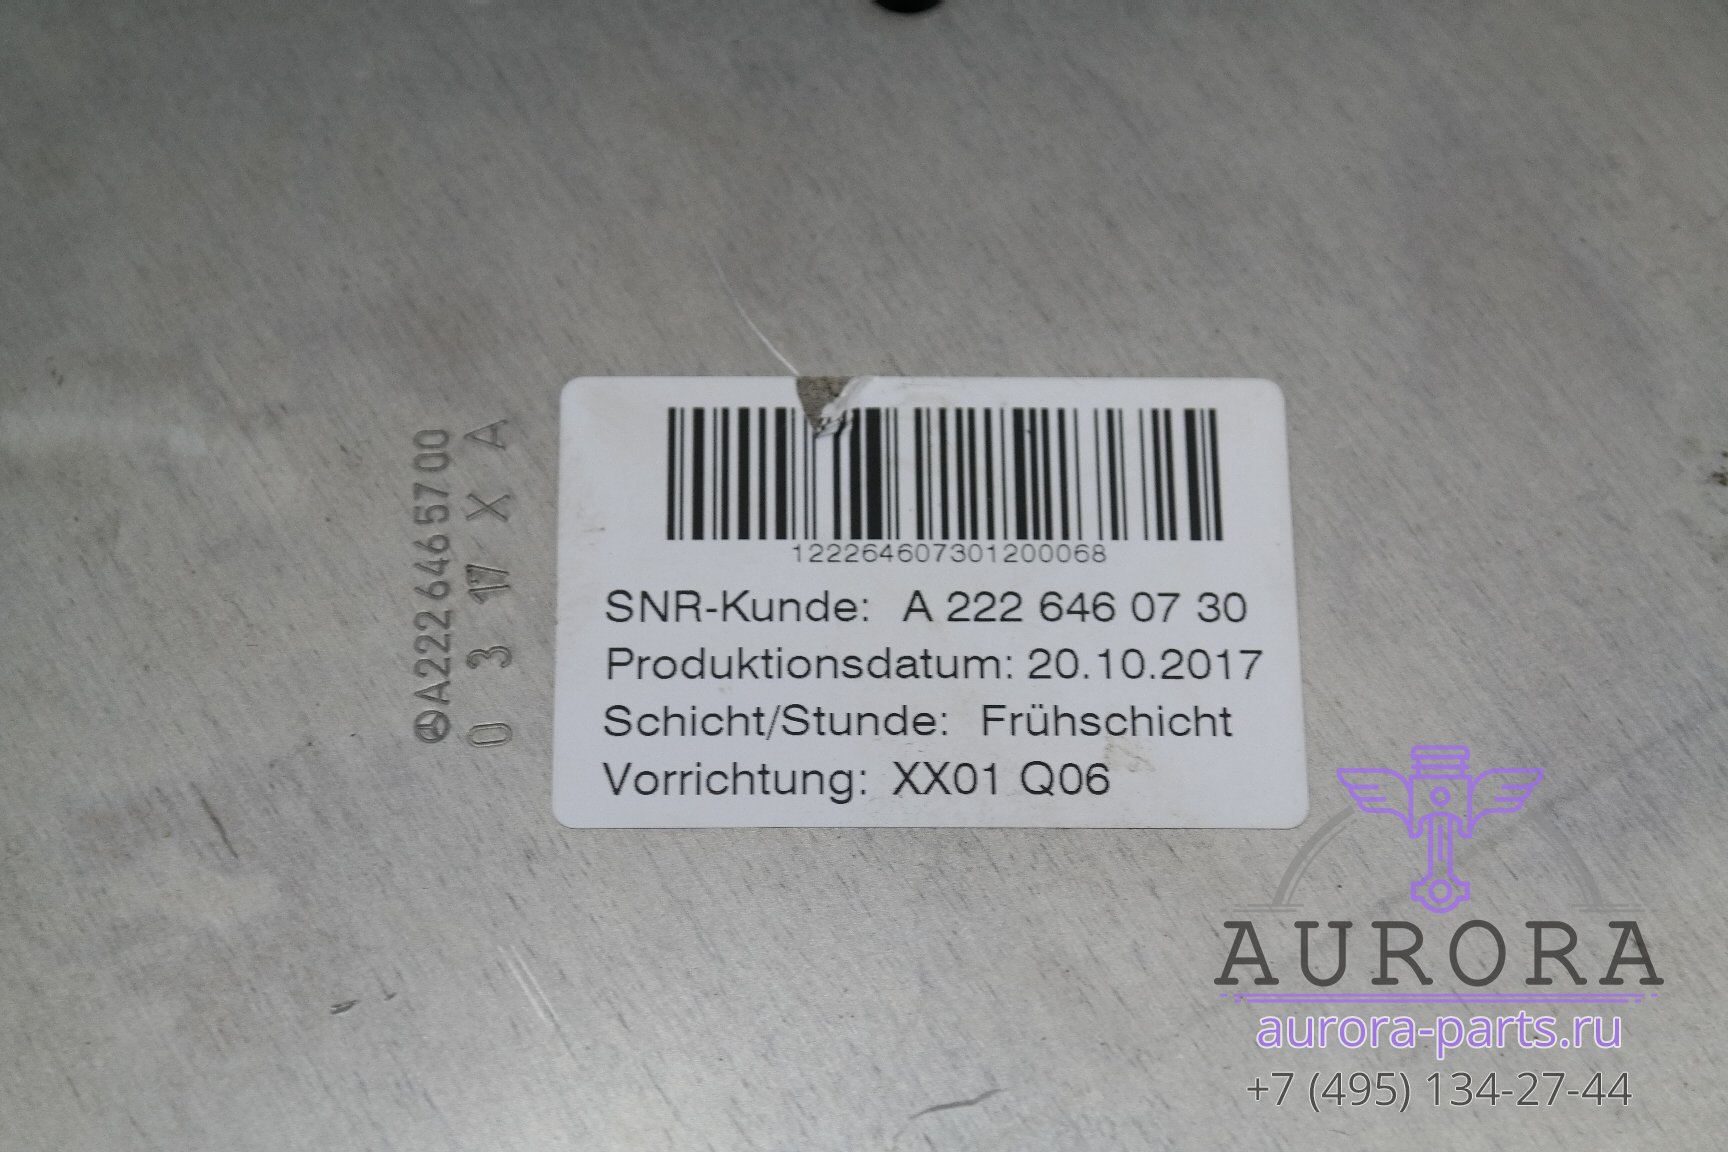 A2226465700
0 3 17 X A
122264607301200068
SNR-Kunde: A 222 646 07 30
Produktionsdatum: 20.10.2017
Schicht/Stunde: Frühschicht
Vorrichtung: XX01 Q06
AURORA
aurora-parts.ru
+7 (495) 134-27-44